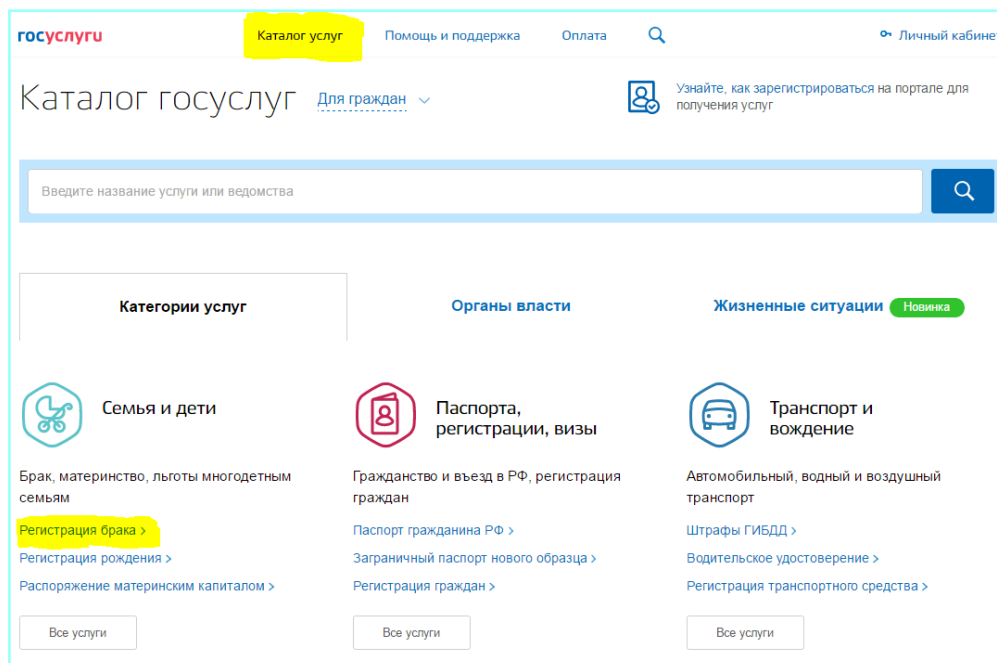 госуслуги
Каталог услуг
Помощь и поддержка
Оплата
Личный кабинет
Каталог госуслуг
Для граждан
Узнайте, как зарегистрироваться на портале для
получения услуг
Введите название услуги или ведомства
Категории услуг
Органы власти
Жизненные ситуации
Новинка
Семья и дети
Брак, материнство, льготы многодетным
семьям
Регистрация брака >
Регистрация рождения >
Распоряжение материнским капиталом >
Все услуги
Паспорта,
регистрации, визы
Гражданство и въезд в РФ, регистрация
граждан
Паспорт гражданина РФ >
Заграничный паспорт нового образца >
Регистрация граждан >
Все услуги
Транспорт и
вождение
Автомобильный, водный и воздушный
транспорт
Штрафы ГИБДД >
Водительское удостоверение >
Регистрация транспортного средства >
Все услуги